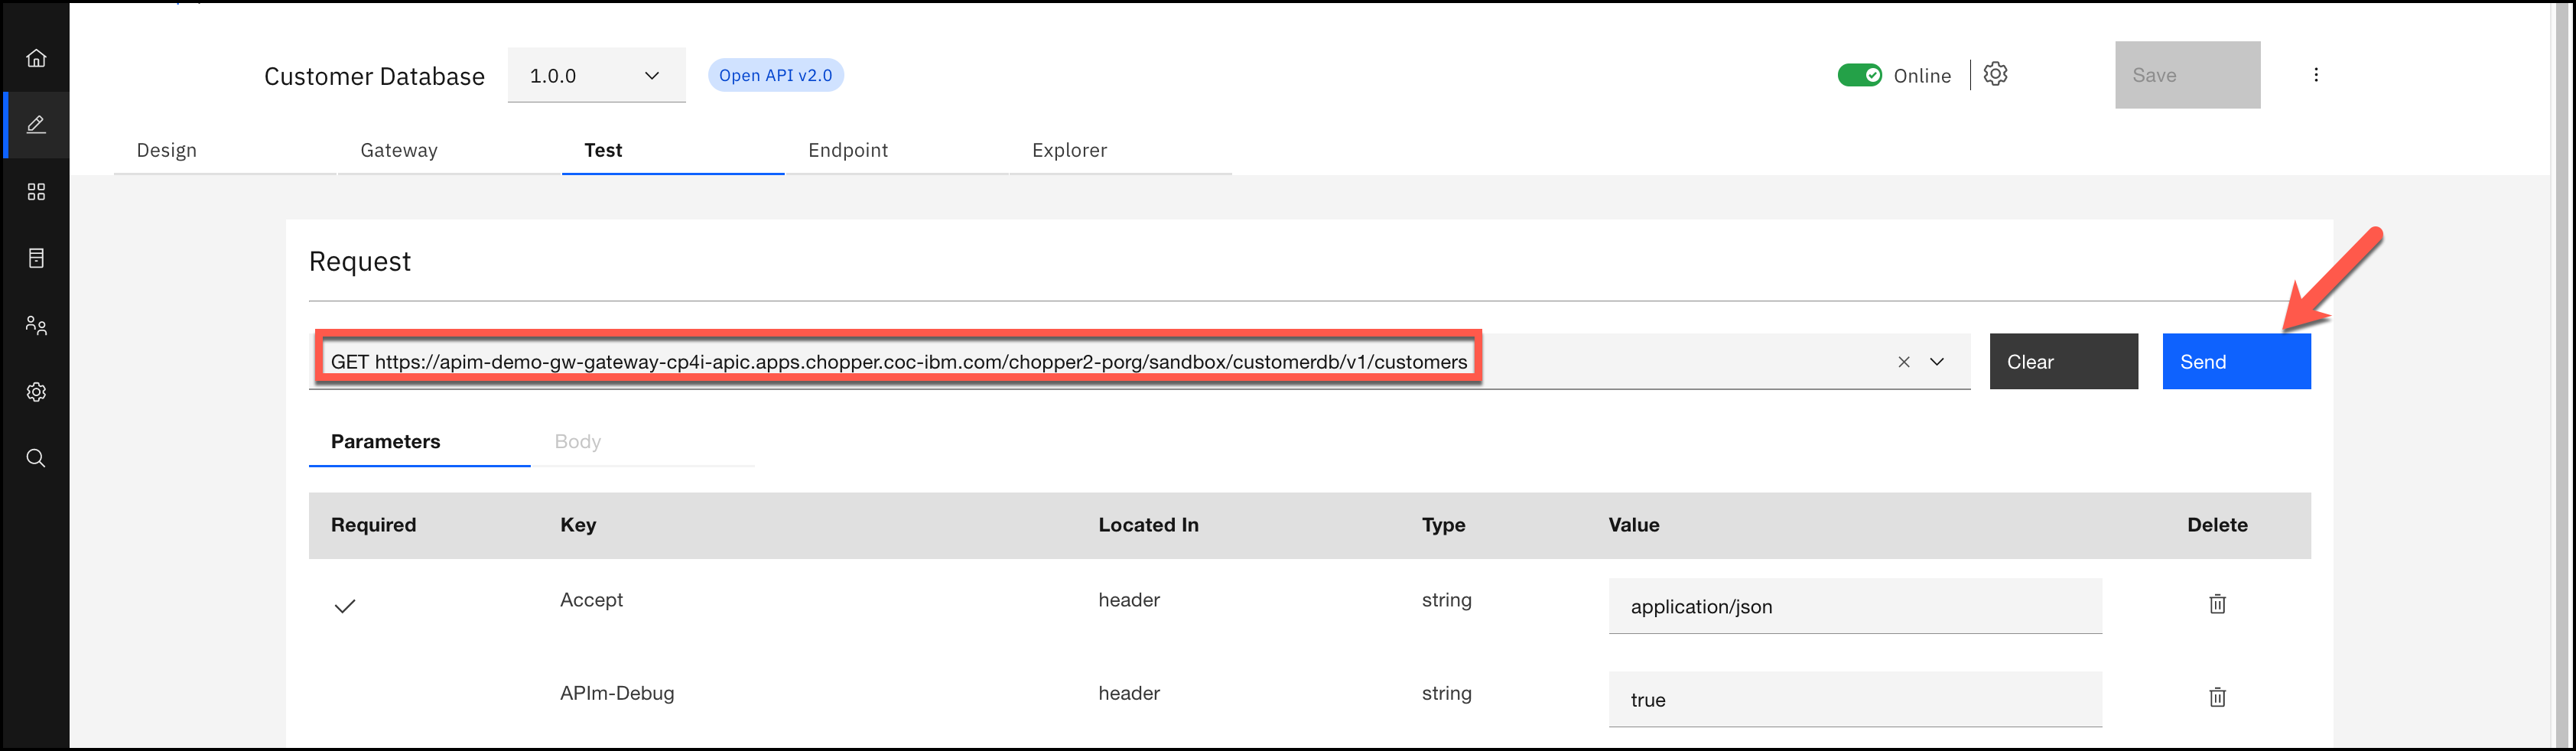 Customer Database 1.0.0 Open API v2.0 Online Save
Design Gateway Test Endpoint Explorer
Request
GET https://apim-demo-gw-gateway-cp4i-apic.apps.chopper.coc-ibm.com/chopper2-porg/sandbox/customerdb/v1/customers Clear Send
Parameters Body
Required Key Located In Type Value Delete
Accept header string application/json
APIm-Debug header string true